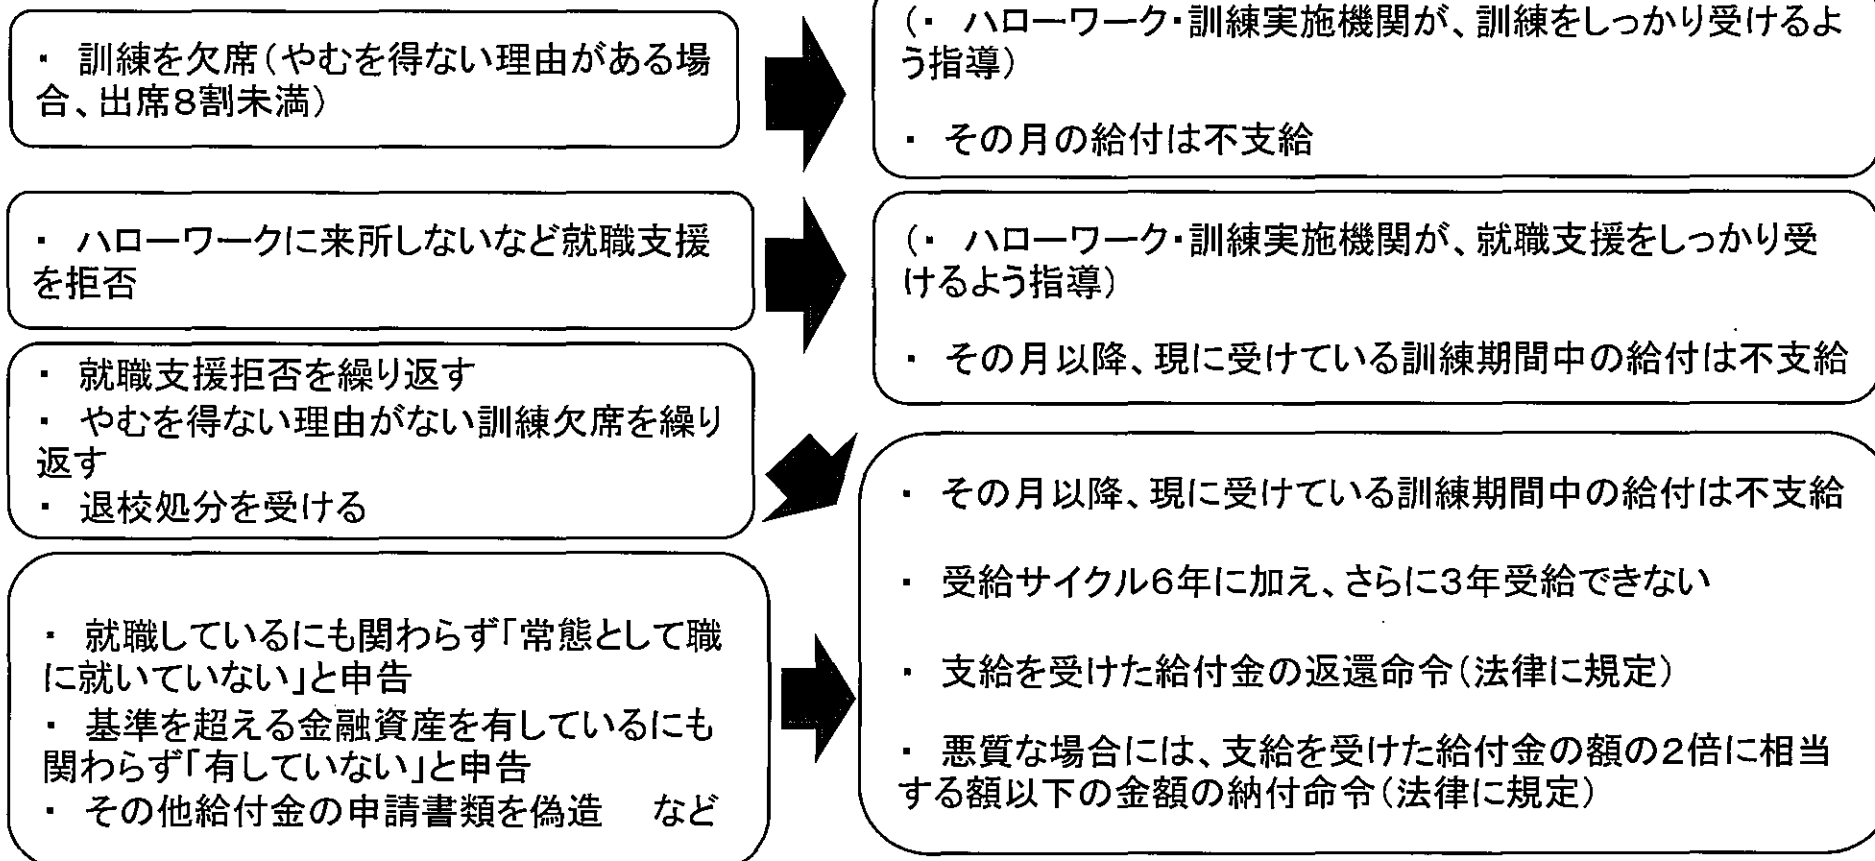 ・ 訓練を欠席(やむを得ない理由がある場
合、出席8割未満)
(・ ハローワーク・訓練実施機関が、訓練をしっかり受けるよ
う指導)
・ その月の給付は不支給
・ ハローワークに来所しないなど就職支援
を拒否
(・ ハローワーク・訓練実施機関が、就職支援をしっかり受
けるよう指導)
・ その月以降、現に受けている訓練期間中の給付は不支給
・ 就職支援拒否を繰り返す
・ やむを得ない理由がない訓練欠席を繰り
返す
・ 退校処分を受ける
・ 就職しているにも関わらず「常態として職
に就いていない」と申告
・ 基準を超える金融資産を有しているにも
関わらず「有していない」と申告
・ その他給付金の申請書類を偽造 など
・ その月以降、現に受けている訓練期間中の給付は不支給
・ 受給サイクル6年に加え、さらに3年受給できない
・ 支給を受けた給付金の返還命令(法律に規定)
・ 悪質な場合には、支給を受けた給付金の額の2倍に相当
する額以下の金額の納付命令(法律に規定)